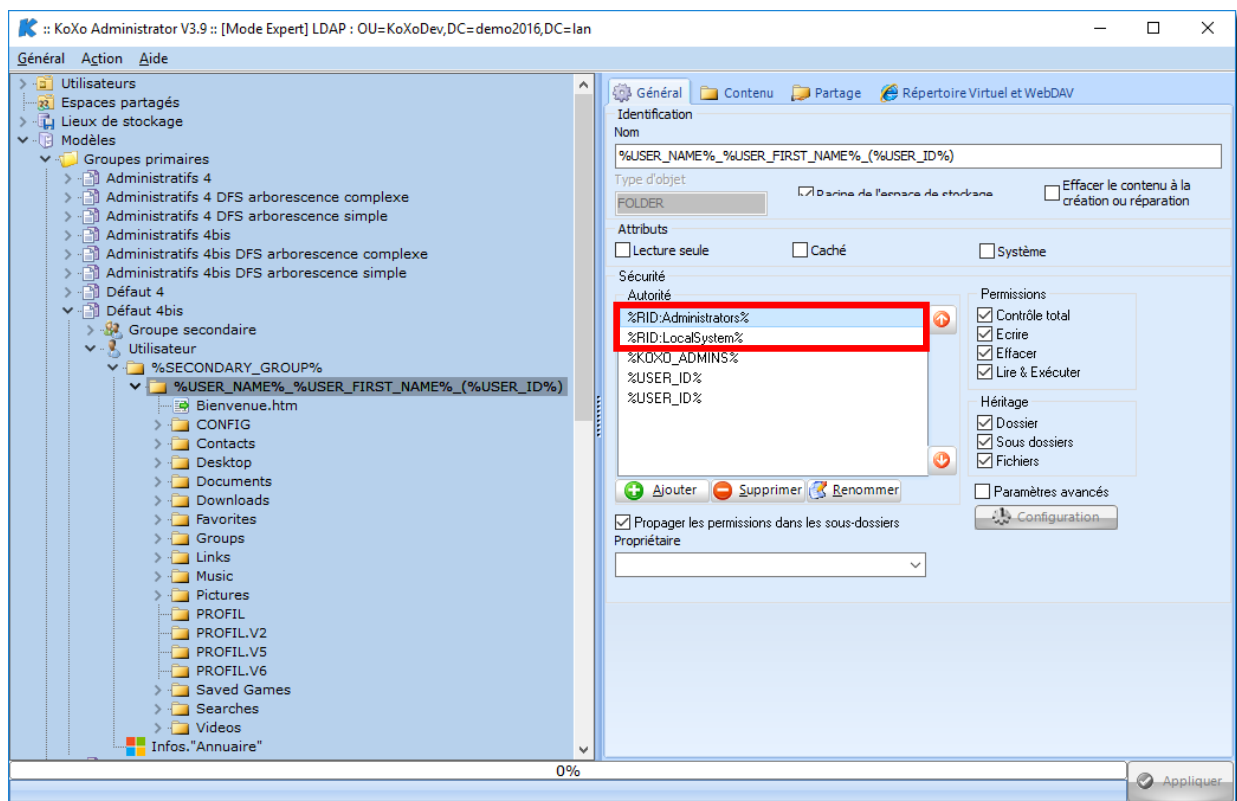 :: KoXo Administrator V3.9 :: [Mode Expert] LDAP : OU=KoXoDev,DC=demo2016,DC=lan
Général Action Aide
Utilisateurs
Espaces partagés
Lieux de stockage
Modèles
Groupes primaires
Administratifs 4
Administratifs 4 DFS arborescence complexe
Administratifs 4 DFS arborescence simple
Administratifs 4bis
Administratifs 4bis DFS arborescence complexe
Administratifs 4bis DFS arborescence simple
Défaut 4
Défaut 4bis
Groupe secondaire
Utilisateur
%SECONDARY_GROUP%
%USER_NAME%_%USER_FIRST_NAME%_(%USER_ID%)
Bienvenue.htm
CONFIG
Contacts
Desktop
Documents
Downloads
Favorites
Groups
Links
Music
Pictures
PROFIL
PROFIL.V2
PROFIL.V5
PROFIL.V6
Saved Games
Searches
Videos
Infos."Annuaire"
Général Contenu Partage Répertoire Virtuel et WebDAV
Identification
Nom
%USER_NAME%_%USER_FIRST_NAME%_(%USER_ID%)
Type d'objet
FOLDER
Racine de l'espace de stockage
Effacer le contenu à la
création ou réparation
Attributs
Lecture seule Caché Système
Sécurité
Autorité
%RID:Administrators%
%RID:LocalSystem%
%KOXO_ADMINS%
%USER_ID%
%USER_ID%
Ajouter Supprimer Renommer
Permissions
Contrôle total
Ecrire
Effacer
Lire & Exécuter
Héritage
Dossier
Sous dossiers
Fichiers
Paramètres avancés
Configuration
Propager les permissions dans les sous-dossiers
Propriétaire
0%
Appliquer